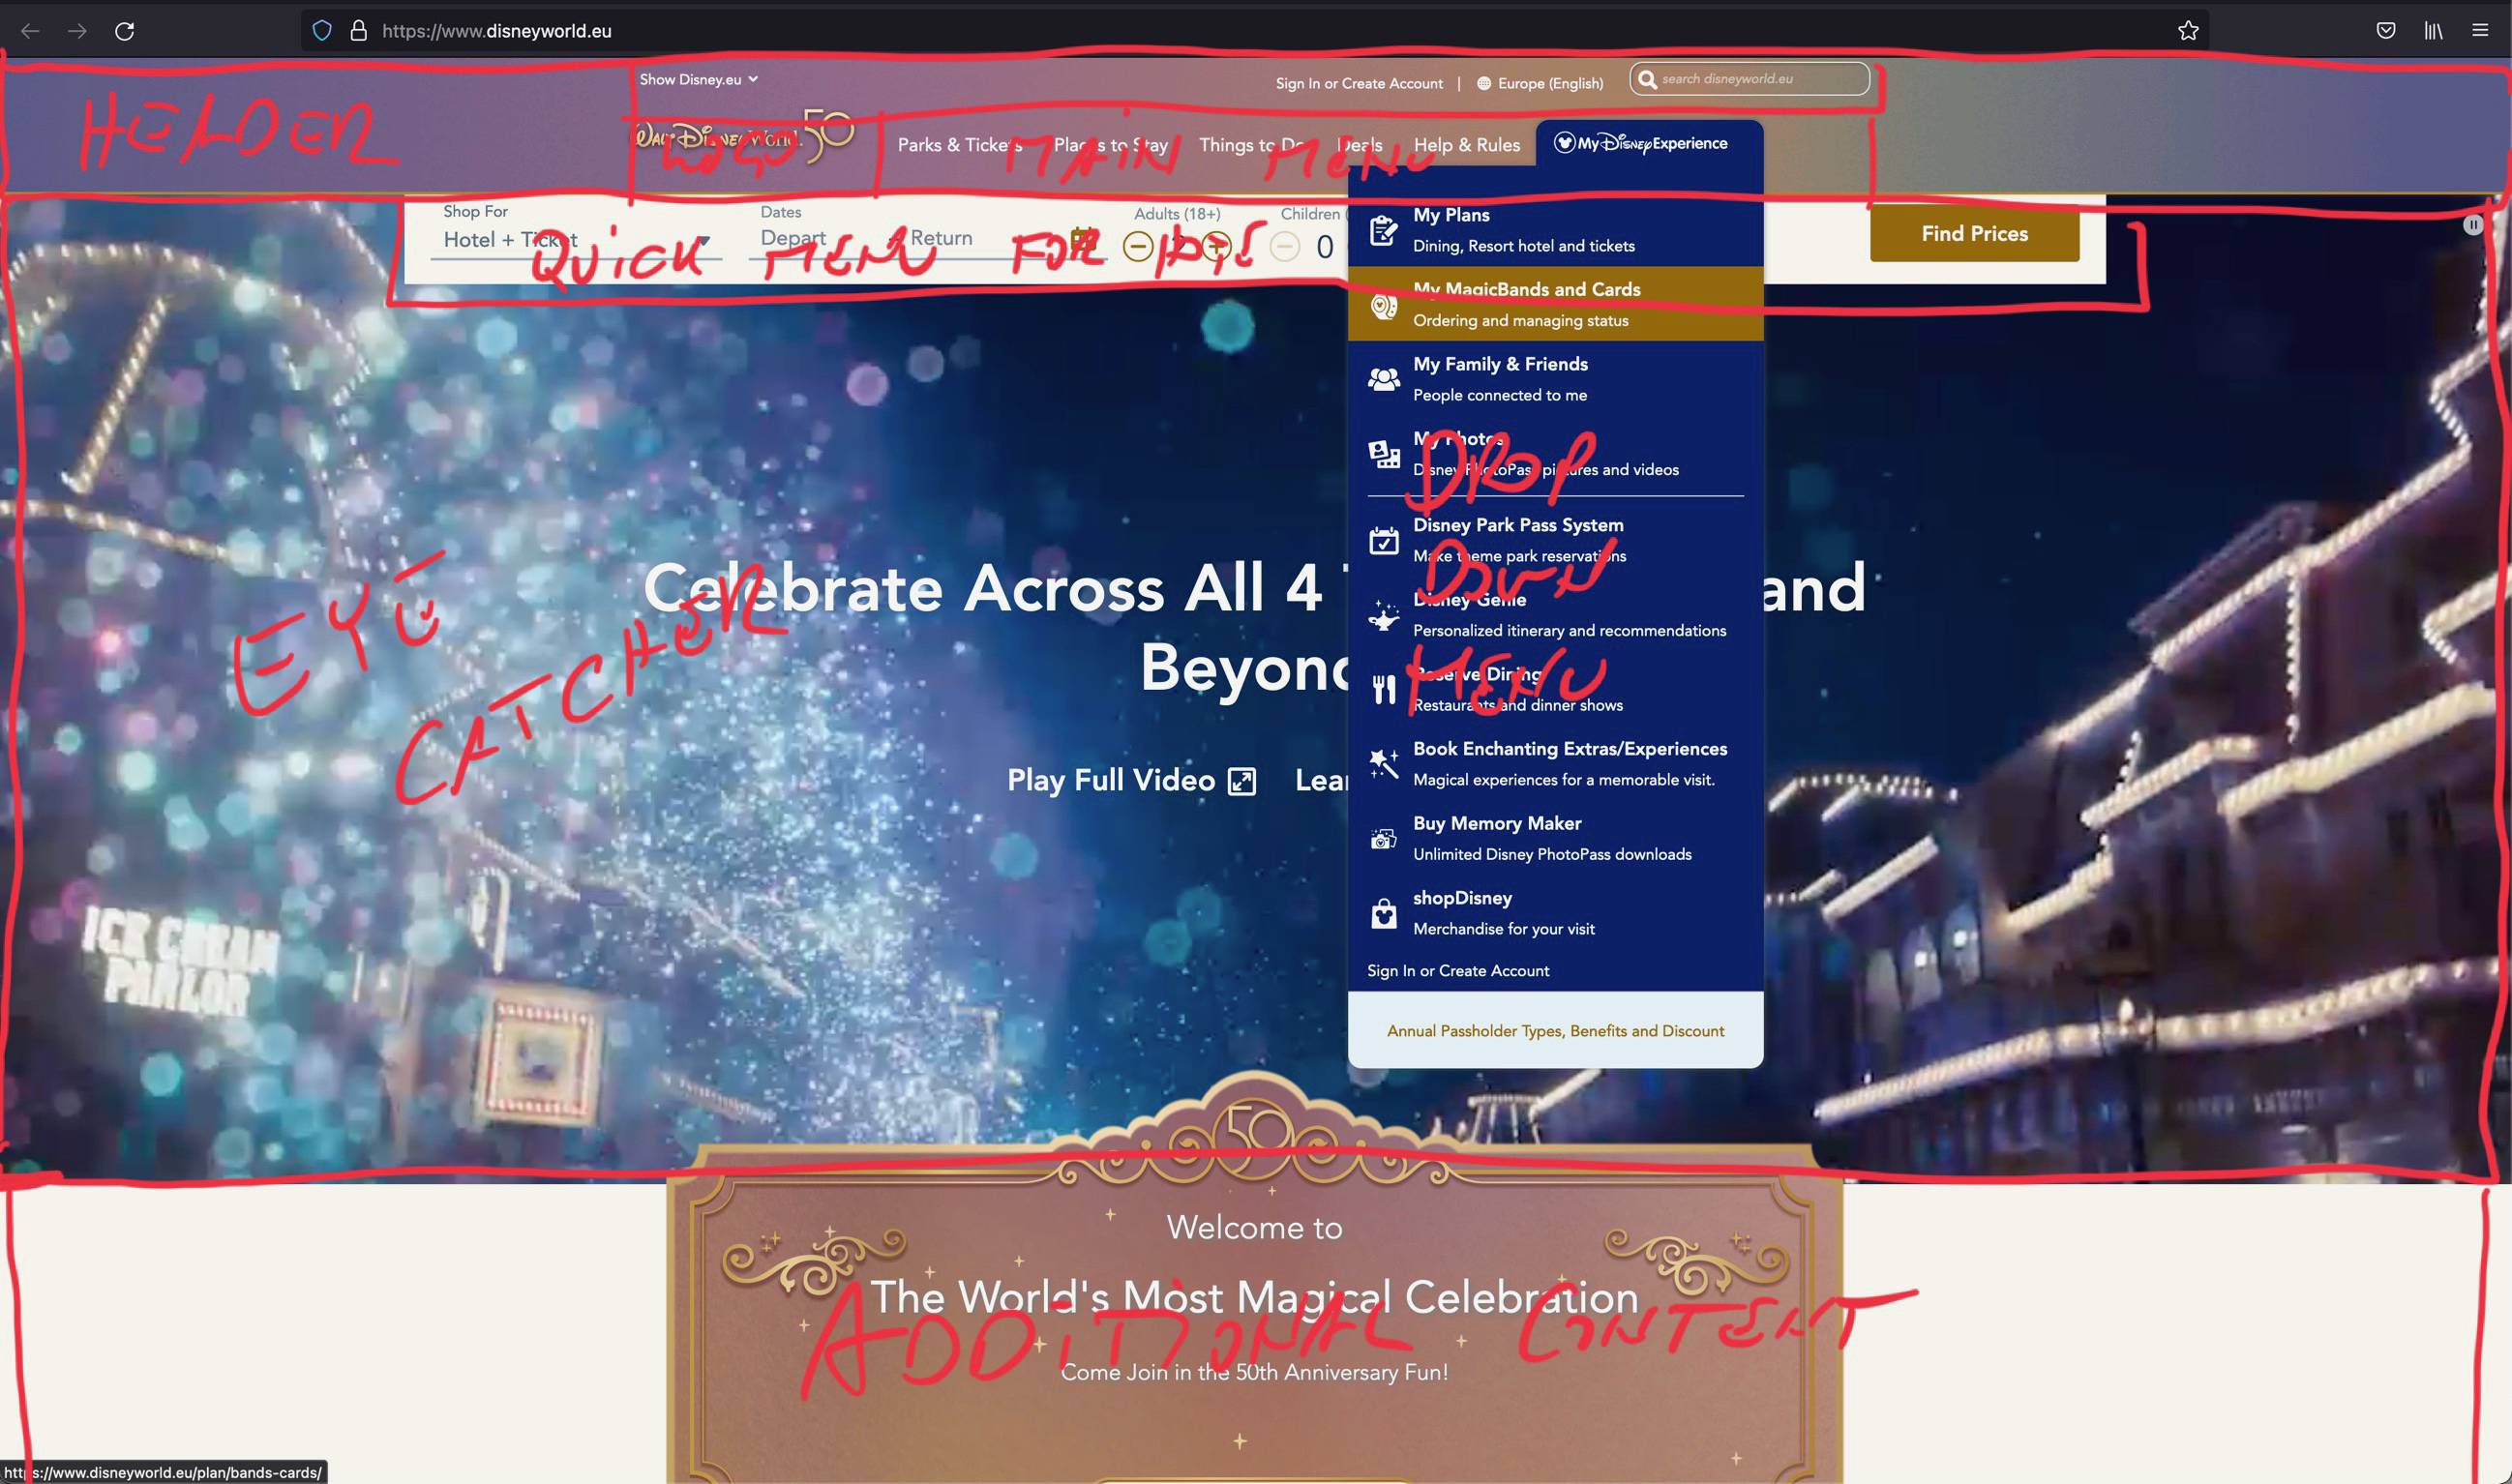 https://www.disneyworld.eu
Show Disney.eu
Sign In or Create Account | Europe (English)
search disneyworld.eu
HEADER
Walt Disney World. 50
LOGO
Parks & Tickets Places to Stay Things to Do Deals Help & Rules My Disney Experience
MAIN MENU
Shop For
Hotel + Ticket
Dates
Depart Return
Adults (18+)
Children
0
Find Prices
QUICK MENU FOR
My Plans
Dining, Resort hotel and tickets
My MagicBands and Cards
Ordering and managing status
My Family & Friends
People connected to me
My Photos
Disney PhotoPass pictures and videos
Disney Park Pass System
Make theme park reservations
Disney Genie
Personalized itinerary and recommendations
Reserve Dining
Restaurants and dinner shows
Book Enchanting Extras/Experiences
Magical experiences for a memorable visit.
Buy Memory Maker
Unlimited Disney PhotoPass downloads
shopDisney
Merchandise for your visit
Sign In or Create Account
Annual Passholder Types, Benefits and Discount
DROP
DOWN
MENU
Celebrate Across All 4 and
Play Full Video
EYE
CATCHER
ICE CREAM
PARLOR
50
Welcome to
The World's Most Magical Celebration
ADDITIONAL CONTENT
Come Join in the 50th Anniversary Fun!
https://www.disneyworld.eu/plan/bands-cards/